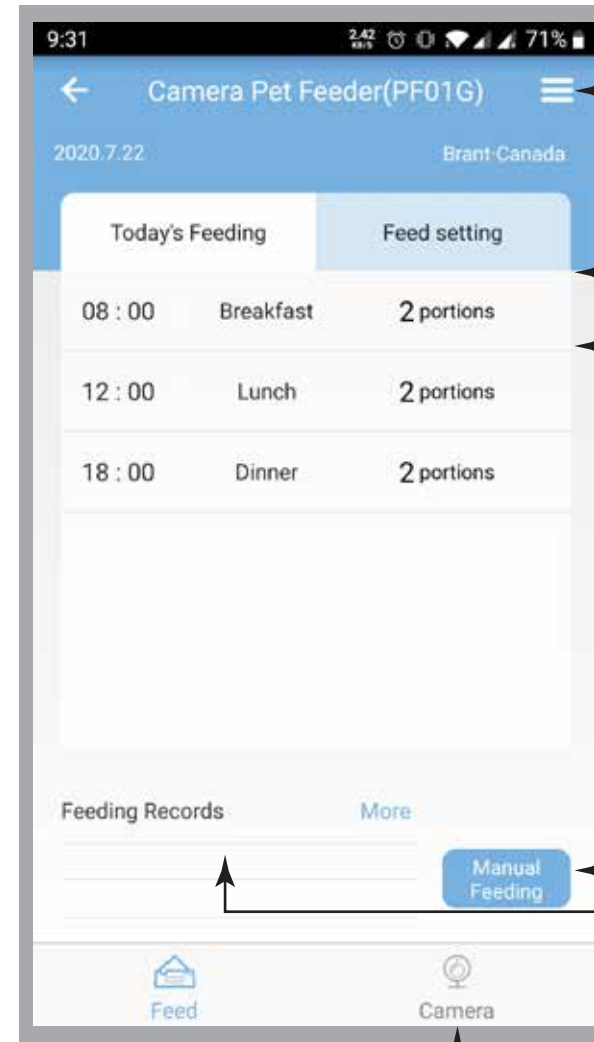 9:31 2.42 KB/S 71%
Camera Pet Feeder(PF01G)
2020.7.22 Brant·Canada
Today's Feeding Feed setting
08 : 00 Breakfast 2 portions
12 : 00 Lunch 2 portions
18 : 00 Dinner 2 portions
Feeding Records More
Manual
Feeding
Feed Camera